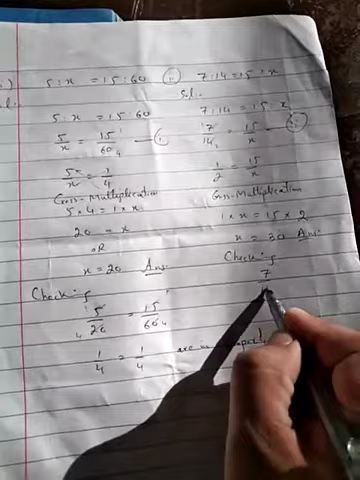 5 : x = 15 : 60
Sol.
5 : x = 15 : 60
5/x = 15/60
5/x = 1/4
Cross-Multiplication
5 x 4 = 1 x x
20 = x
OR
x = 20 Ans
Checking
5/20 = 15/60
1/4 = 1/4
7 : 14 = 15 : x
Sol.
7 : 14 = 15 : x
7/14 = 15/x
1/2 = 15/x
Cross-Multiplication
1 x x = 15 x 2
x = 30 Ans
Checking
7